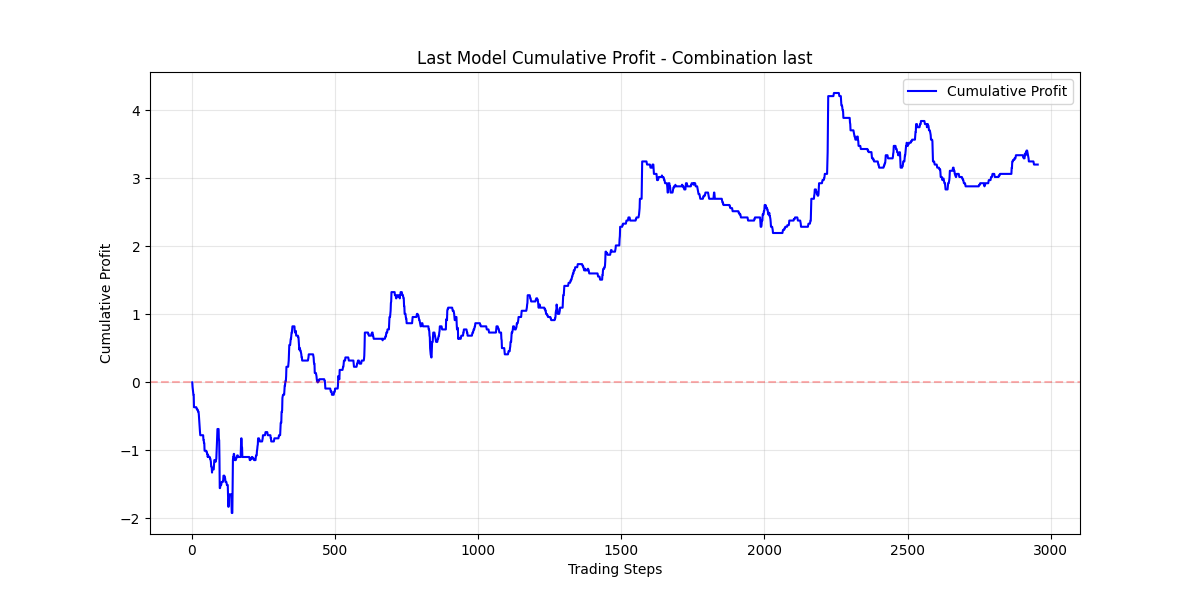 Last Model Cumulative Profit - Combination last
Cumulative Profit
4
3
2
1
0
−1
−2
Cumulative Profit
0 500 1000 1500 2000 2500 3000
Trading Steps